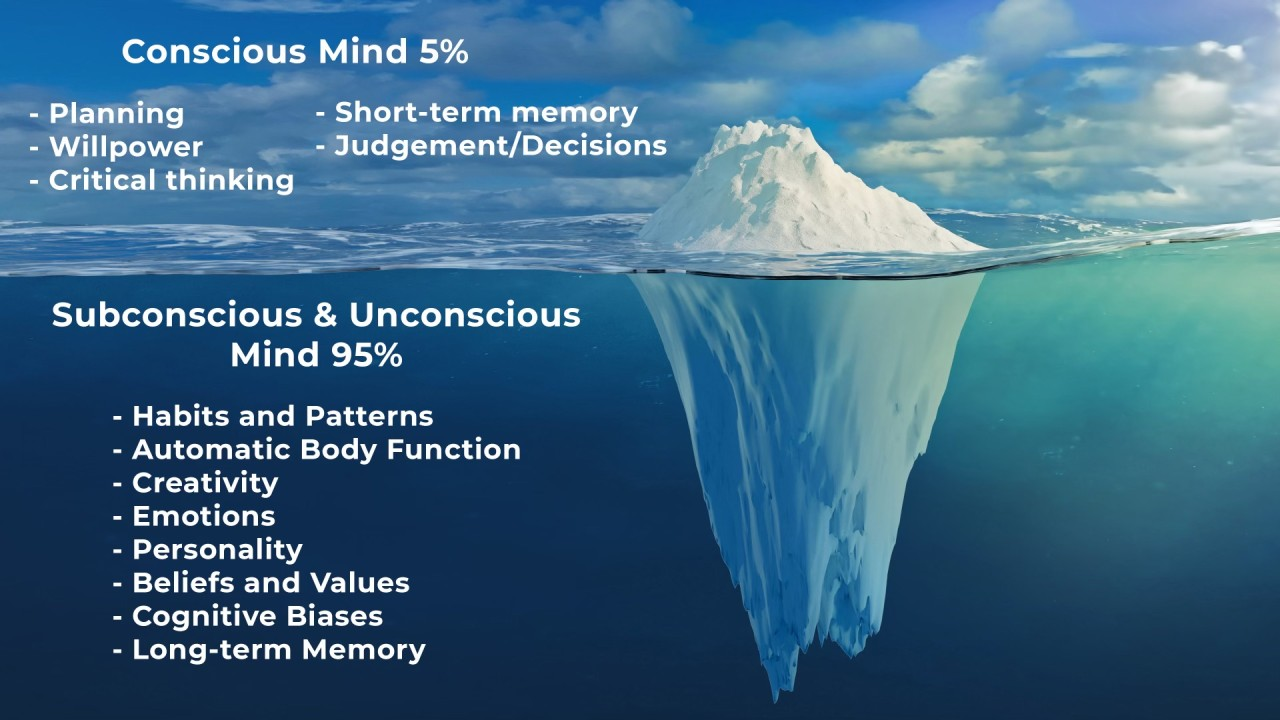 Conscious Mind 5%
- Planning
- Willpower
- Critical thinking
- Short-term memory
- Judgement/Decisions
Subconscious & Unconscious
Mind 95%
- Habits and Patterns
- Automatic Body Function
- Creativity
- Emotions
- Personality
- Beliefs and Values
- Cognitive Biases
- Long-term Memory